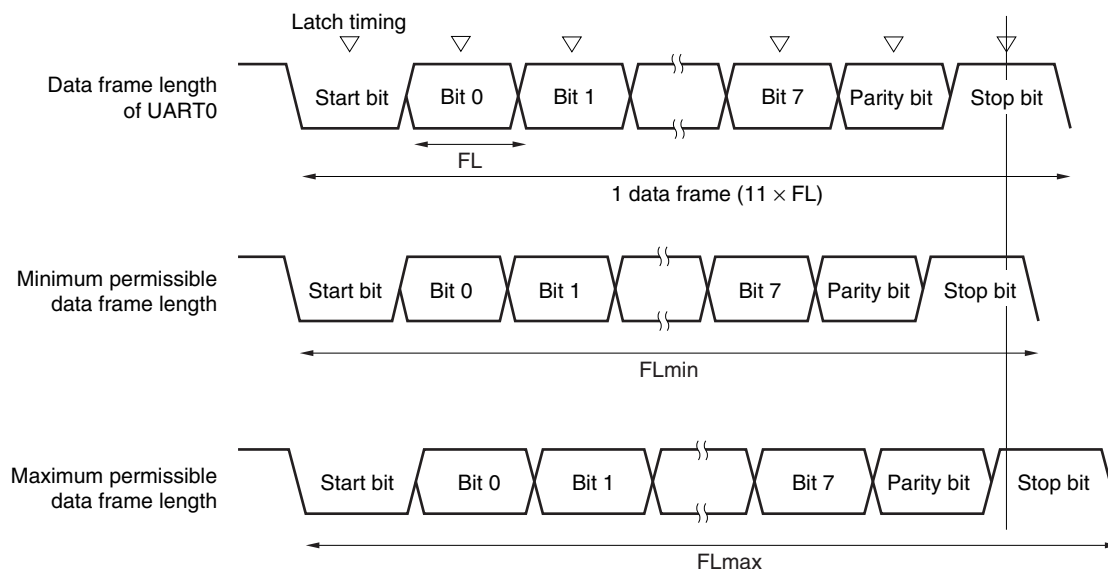 Latch timing
Data frame length
of UART0
Start bit
Bit 0
Bit 1
Bit 7
Parity bit
Stop bit
FL
1 data frame (11 × FL)
Minimum permissible
data frame length
Start bit
Bit 0
Bit 1
Bit 7
Parity bit
Stop bit
FLmin
Maximum permissible
data frame length
Start bit
Bit 0
Bit 1
Bit 7
Parity bit
Stop bit
FLmax